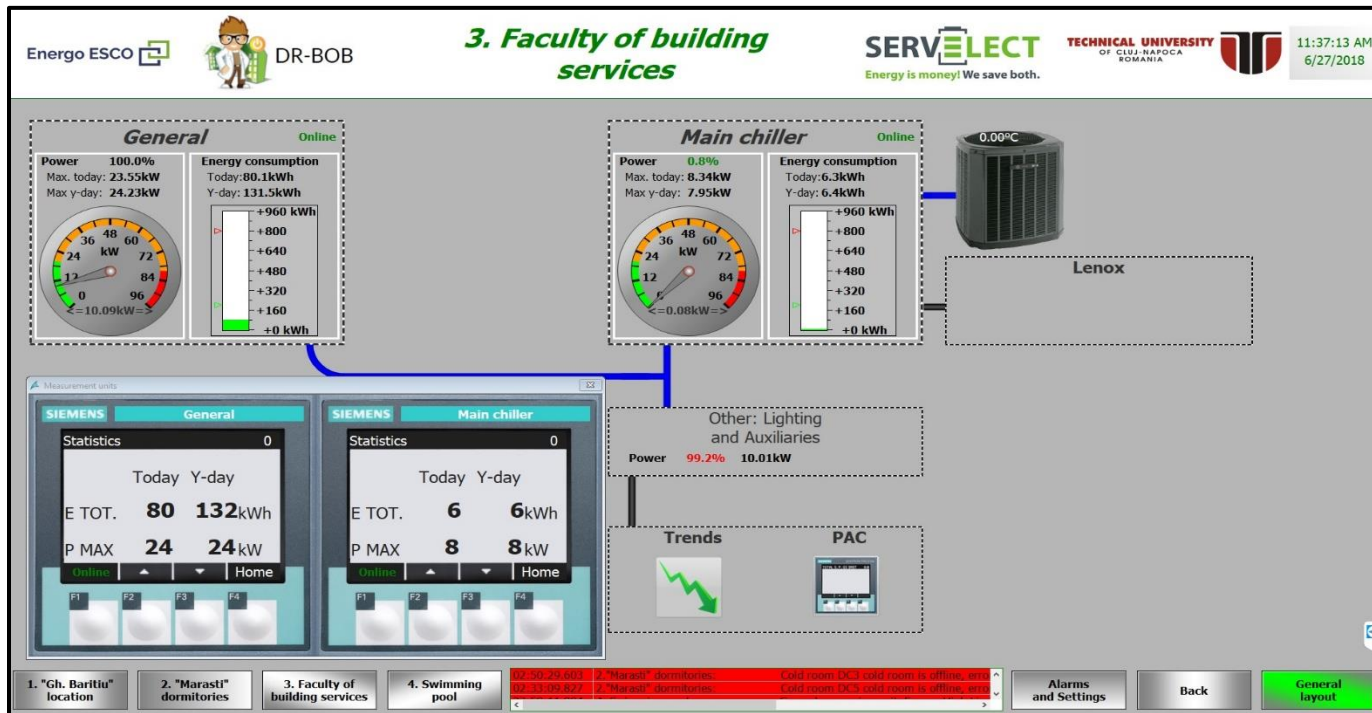 Energo ESCO
DR-BOB
3. Faculty of building
services
SERVELECT
Energy is money! We save both.
TECHNICAL UNIVERSITY
OF CLUJ-NAPOCA
ROMANIA
11:37:13 AM
6/27/2018
General
Online
Power 100.0%
Max. today: 23.55kW
Max y-day: 24.23kW
Energy consumption
Today:80.1kWh
Y-day: 131.5kWh
0
12
24
36
48
60
72
84
96
kW
<=10.09kW=>
+960 kWh
+800
+640
+480
+320
+160
+0 kWh
Main chiller
Online
Power 0.8%
Max. today: 8.34kW
Max y-day: 7.95kW
Energy consumption
Today:6.3kWh
Y-day: 6.4kWh
12
24
36
48
60
72
84
96
kW
<=0.08kW=>
+960 kWh
+800
+640
+480
+320
+160
+0 kWh
0.00ºC
Lenox
Measurement units
SIEMENS General
Statistics 0
Today Y-day
E TOT. 80 132kWh
P MAX 24 24kW
Online Home
F1 F2 F3 F4
SIEMENS Main chiller
Statistics 0
Today Y-day
E TOT. 6 6kWh
P MAX 8 8kW
Online Home
F1 F2 F3 F4
Other: Lighting
and Auxiliaries
Power 99.2% 10.01kW
Trends
PAC
1. "Gh. Baritiu"
location
2. "Marasti"
dormitories
3. Faculty of
building services
4. Swimming
pool
02:50:29.603 2."Marasti" dormitories: Cold room DC3 cold room is offline, erro
02:33:09.827 2."Marasti" dormitories: Cold room DC5 cold room is offline, erro
Alarms
and Settings
Back
General
layout